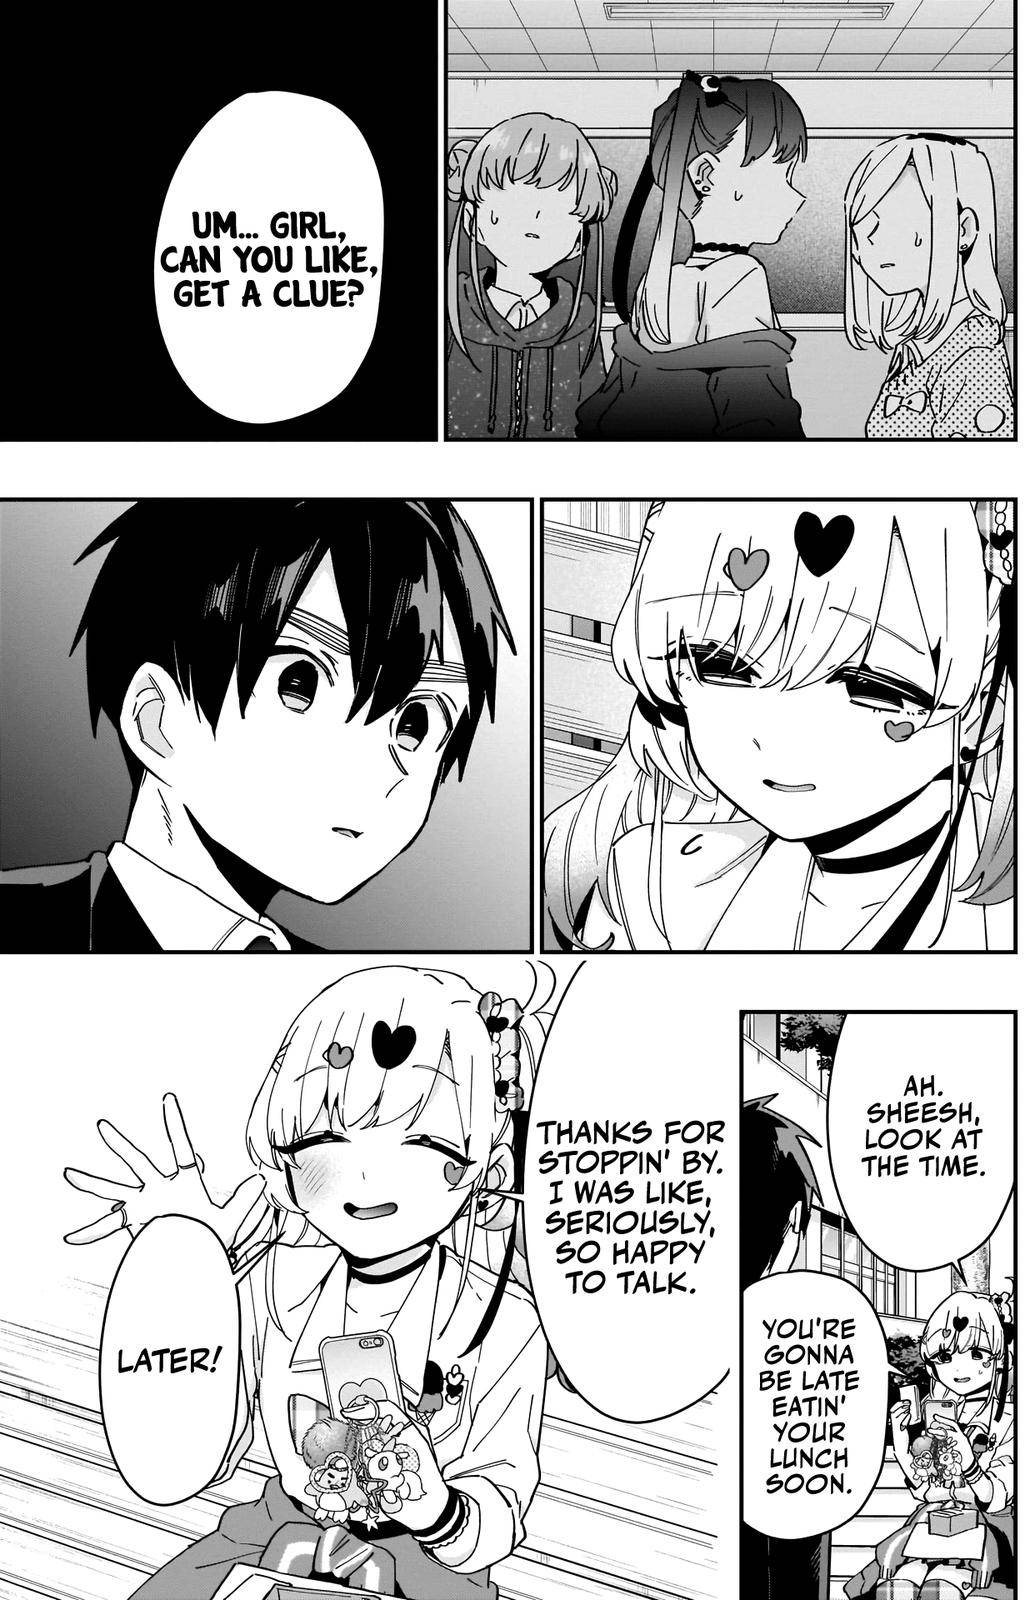 UM... GIRL,
CAN YOU LIKE,
GET A CLUE?
AH.
SHEESH,
LOOK AT
THE TIME.
YOU'RE
GONNA
BE LATE
EATIN'
YOUR
LUNCH
SOON.
THANKS FOR
STOPPIN' BY.
I WAS LIKE,
SERIOUSLY,
SO HAPPY
TO TALK.
LATER!